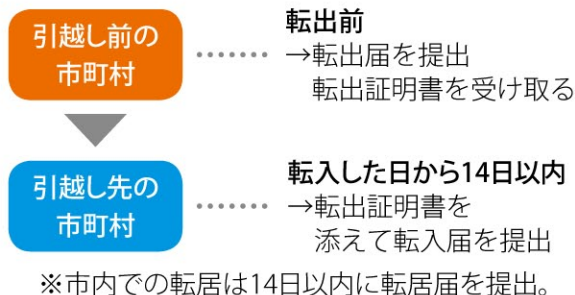 引越し前の
市町村
転出前
→転出届を提出
転出証明書を受け取る
引越し先の
市町村
転入した日から14日以内
→転出証明書を
添えて転入届を提出
※市内での転居は14日以内に転居届を提出。